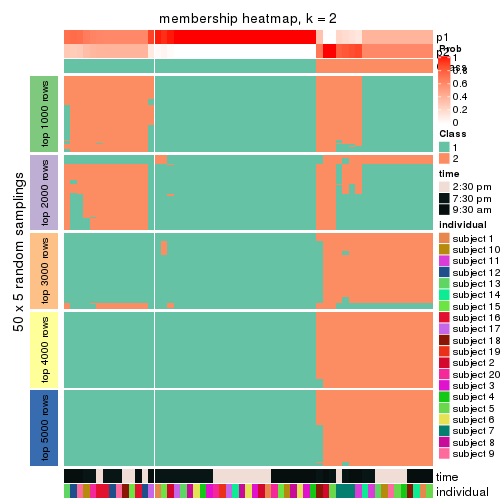 membership heatmap, k = 2
p1
p2
Class
50 x 5 random samplings
top 1000 rows
top 2000 rows
top 3000 rows
top 4000 rows
top 5000 rows
time
individual
Prob
1
0.8
0.6
0.4
0.2
0
Class
1
2
time
2:30 pm
7:30 pm
9:30 am
individual
subject 1
subject 10
subject 11
subject 12
subject 13
subject 14
subject 15
subject 16
subject 17
subject 18
subject 19
subject 2
subject 20
subject 3
subject 4
subject 5
subject 6
subject 7
subject 8
subject 9